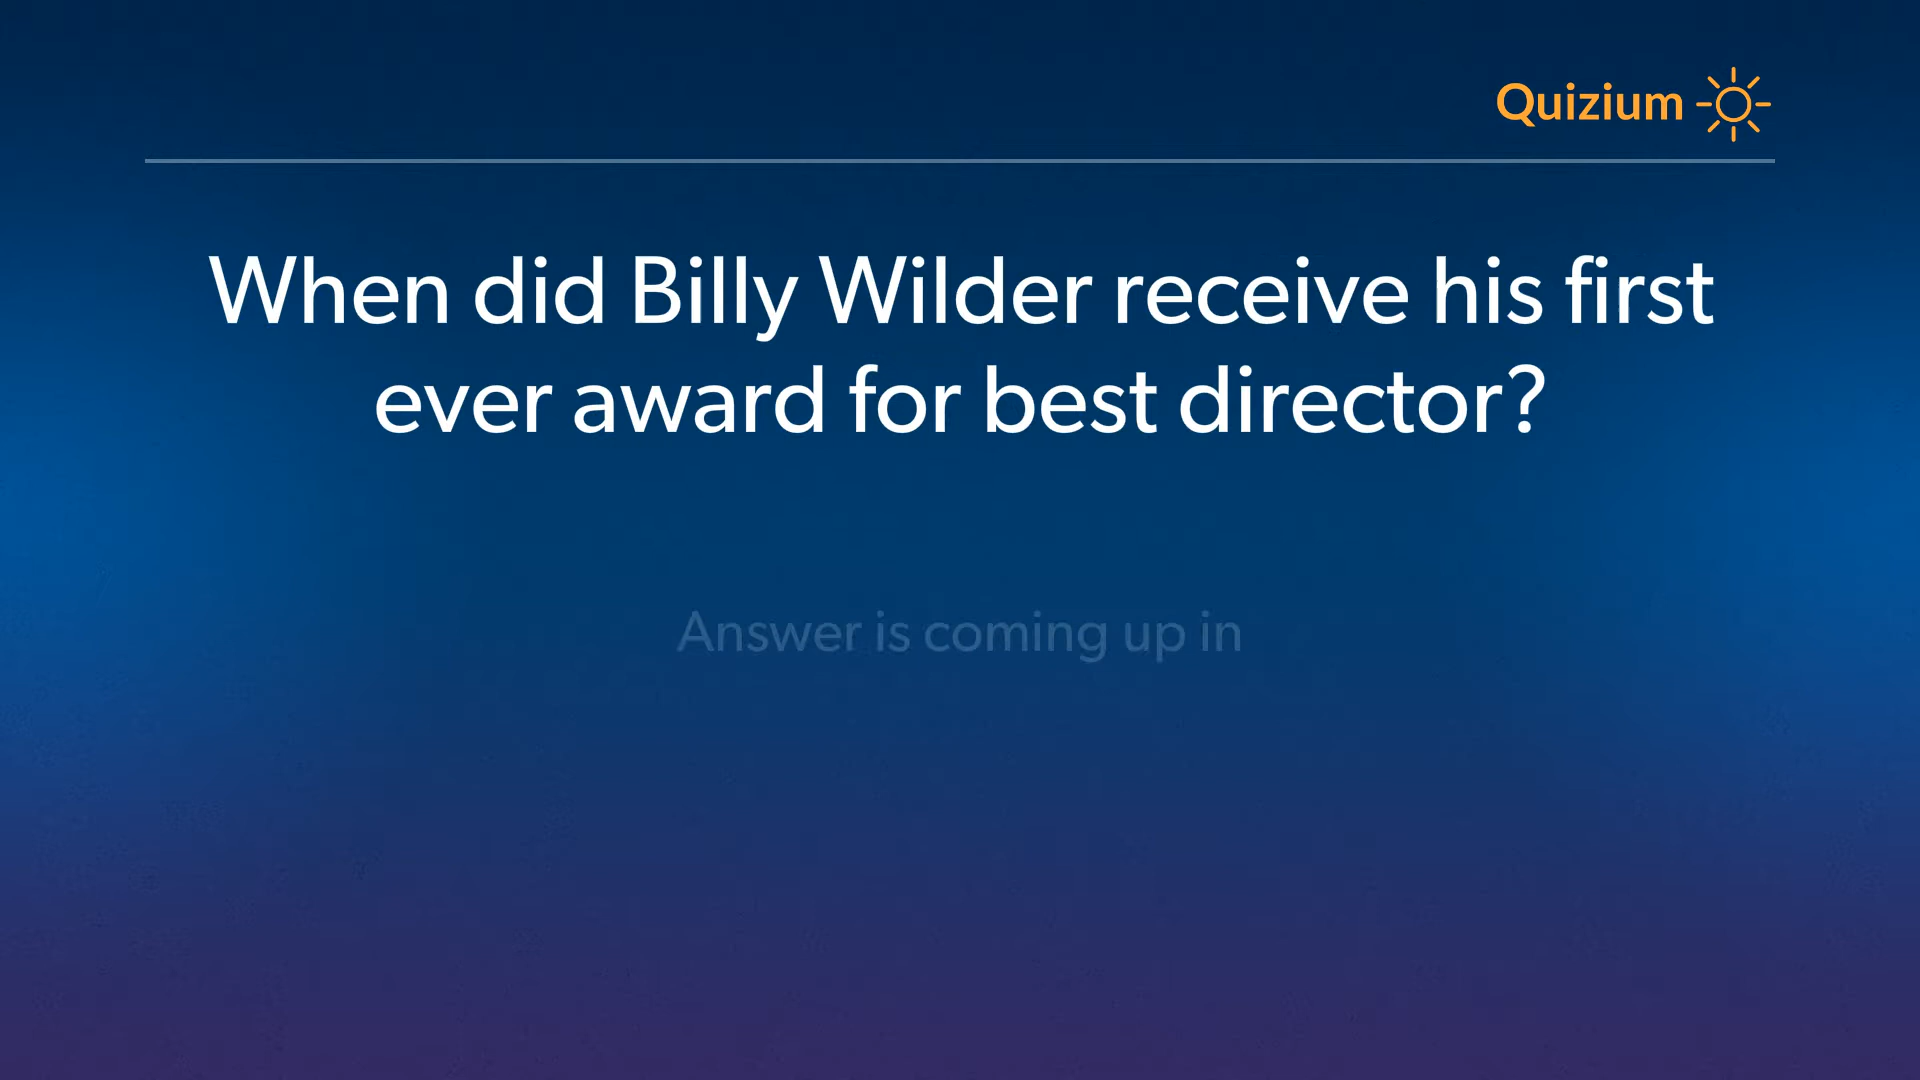 Quizium
When did Billy Wilder receive his first
ever award for best director?
Answer is coming up in